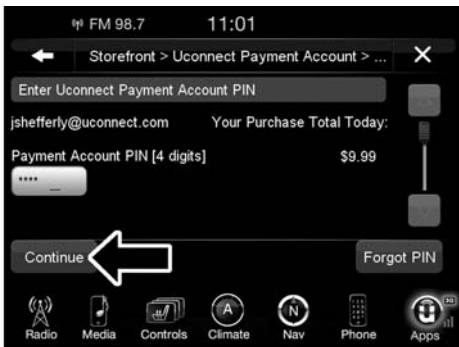 FM 98.7 11:01
Storefront > Uconnect Payment Account > ...
Enter Uconnect Payment Account PIN
jshefferly@uconnect.com Your Purchase Total Today:
Payment Account PIN [4 digits] $9.99
**** _
Continue Forgot PIN
A N U 3G
Radio Media Controls Climate Nav Phone Apps